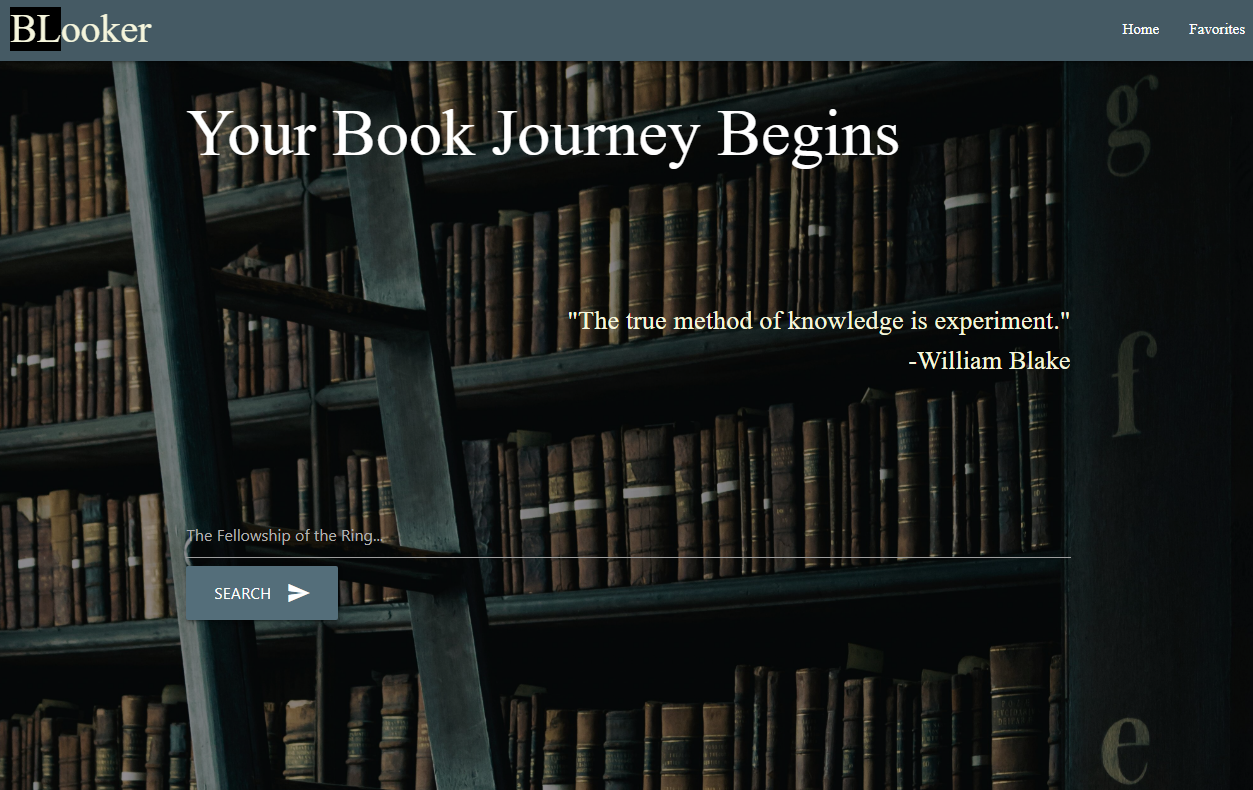 BLooker
Home Favorites
Your Book Journey Begins
"The true method of knowledge is experiment."
-William Blake
The Fellowship of the Ring...
SEARCH
g
f
e